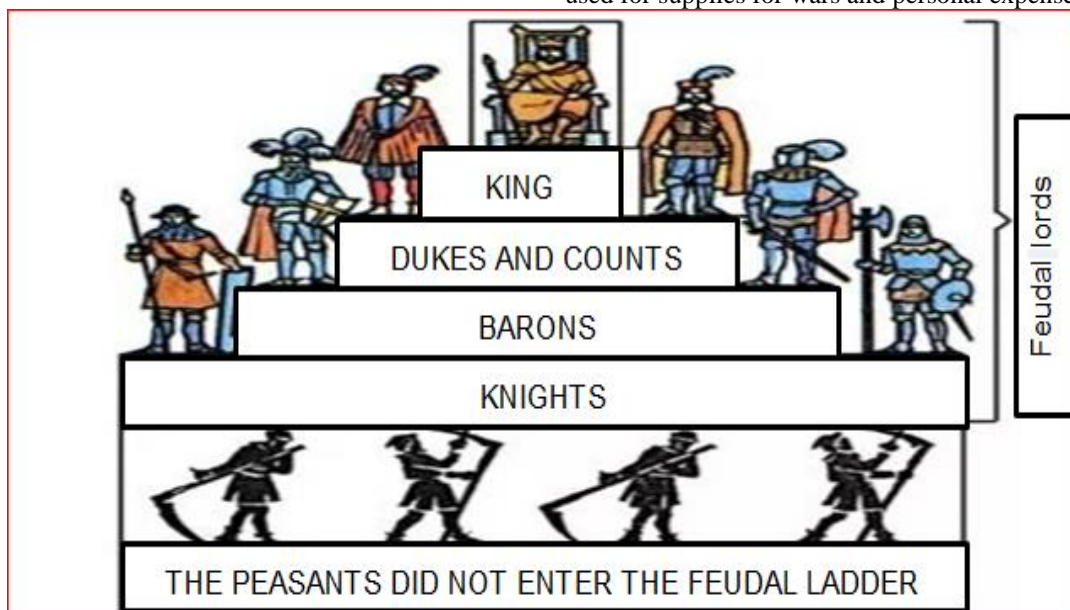 used for supplies for wars and personal expense
KING
DUKES AND COUNTS
BARONS
KNIGHTS
THE PEASANTS DID NOT ENTER THE FEUDAL LADDER
Feudal lords